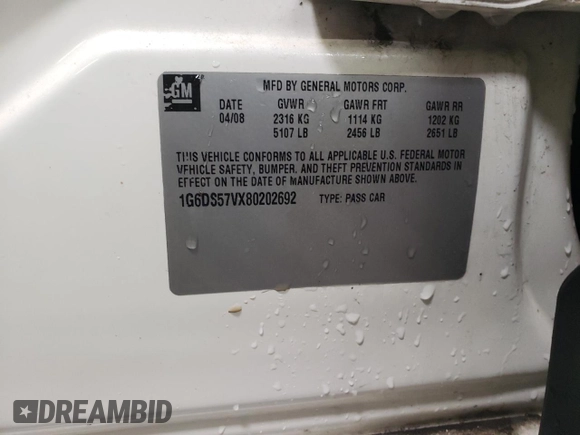 GM
MFD BY GENERAL MOTORS CORP.
DATE GVWR GAWR FRT GAWR RR
04/08 2316 KG 1114 KG 1202 KG
5107 LB 2456 LB 2651 LB
THIS VEHICLE CONFORMS TO ALL APPLICABLE U.S. FEDERAL MOTOR
VEHICLE SAFETY, BUMPER, AND THEFT PREVENTION STANDARDS IN
EFFECT ON THE DATE OF MANUFACTURE SHOWN ABOVE.
1G6DS57VX80202692 TYPE: PASS CAR
DREAMBID